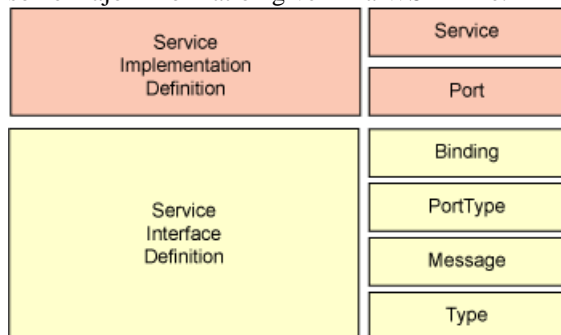 Service
Implementation
Definition
Service
Port
Service
Interface
Definition
Binding
PortType
Message
Type